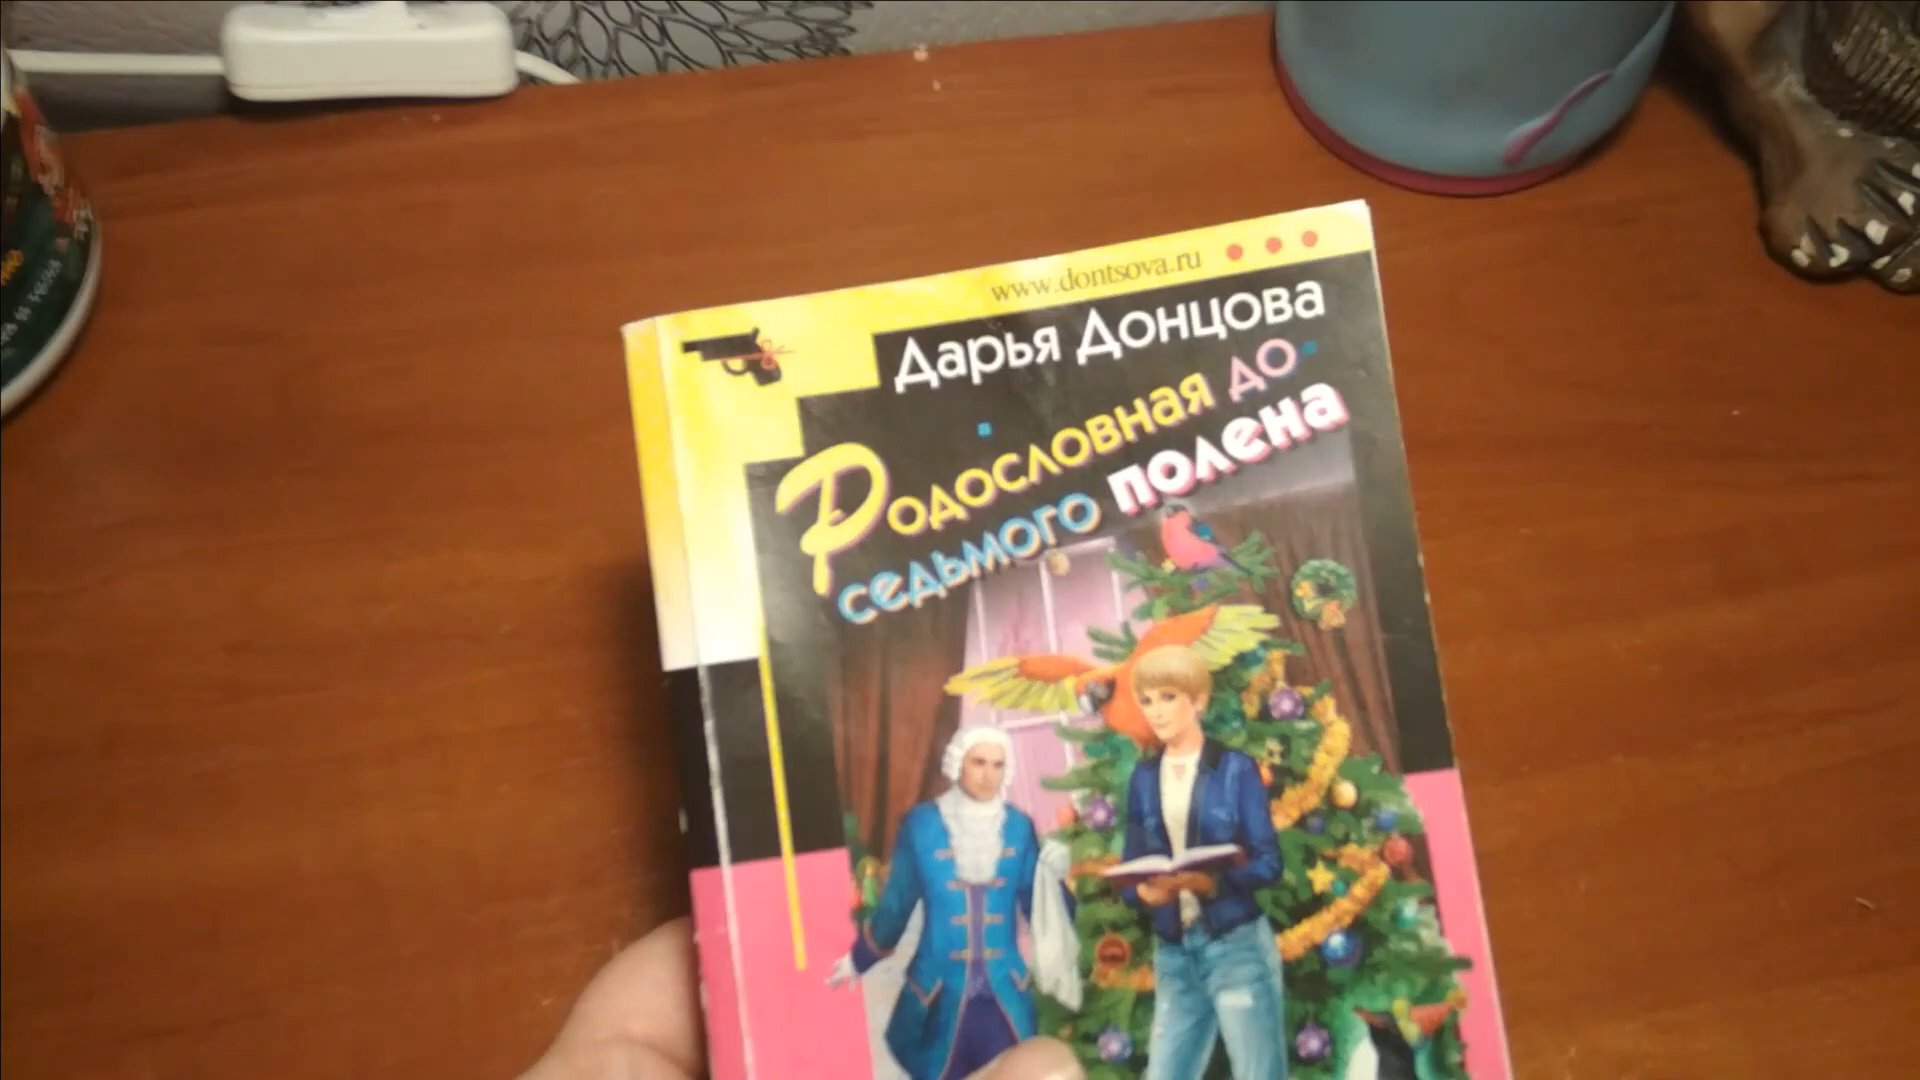 www.dontsova.ru
Дарья Донцова
Родословная до
седьмого полена